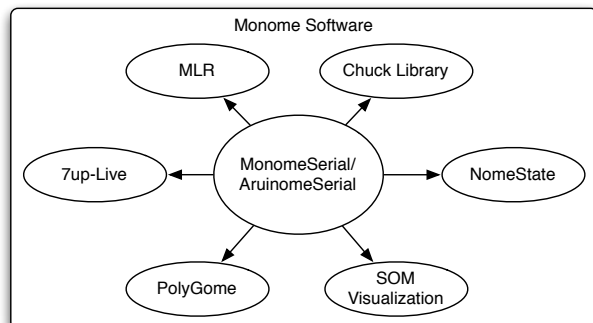 Monome Software
MLR
Chuck Library
MonomeSerial/
AruinomeSerial
7up-Live
NomeState
PolyGome
SOM
Visualization